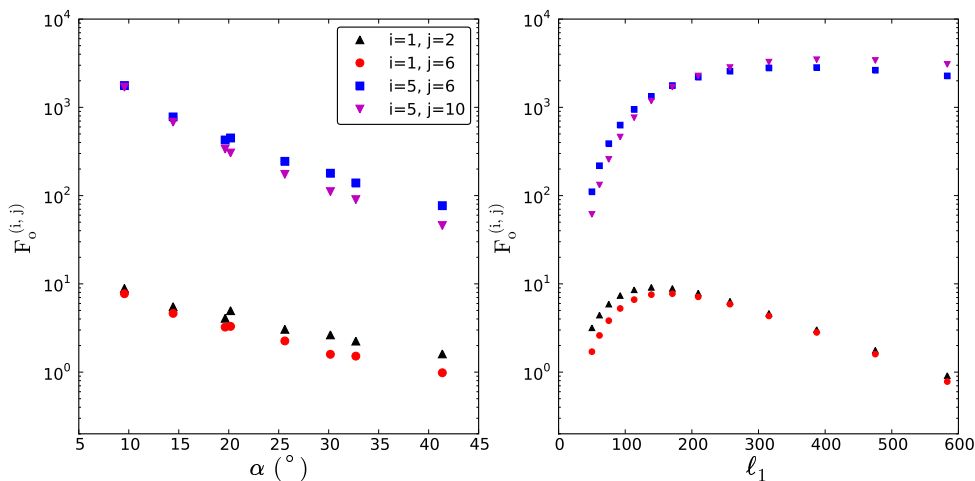 10^4
10^3
10^2
10^1
10^0
F_o^(i, j)
5 10 15 20 25 30 35 40 45
α (°)
i=1, j=2
i=1, j=6
i=5, j=6
i=5, j=10
10^4
10^3
10^2
10^1
10^0
F_o^(i, j)
0 100 200 300 400 500 600
ℓ_1